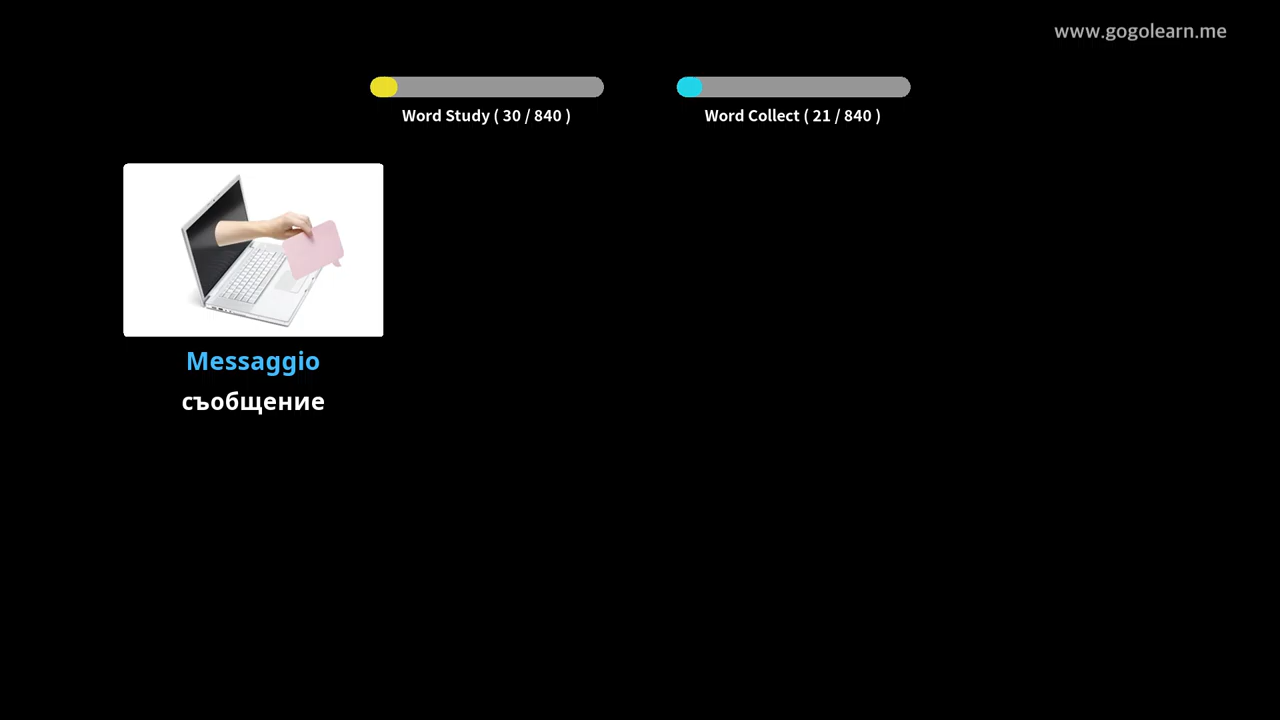 www.gogolearn.me
Word Study ( 30 / 840 )
Word Collect ( 21 / 840 )
Messaggio
съобщение